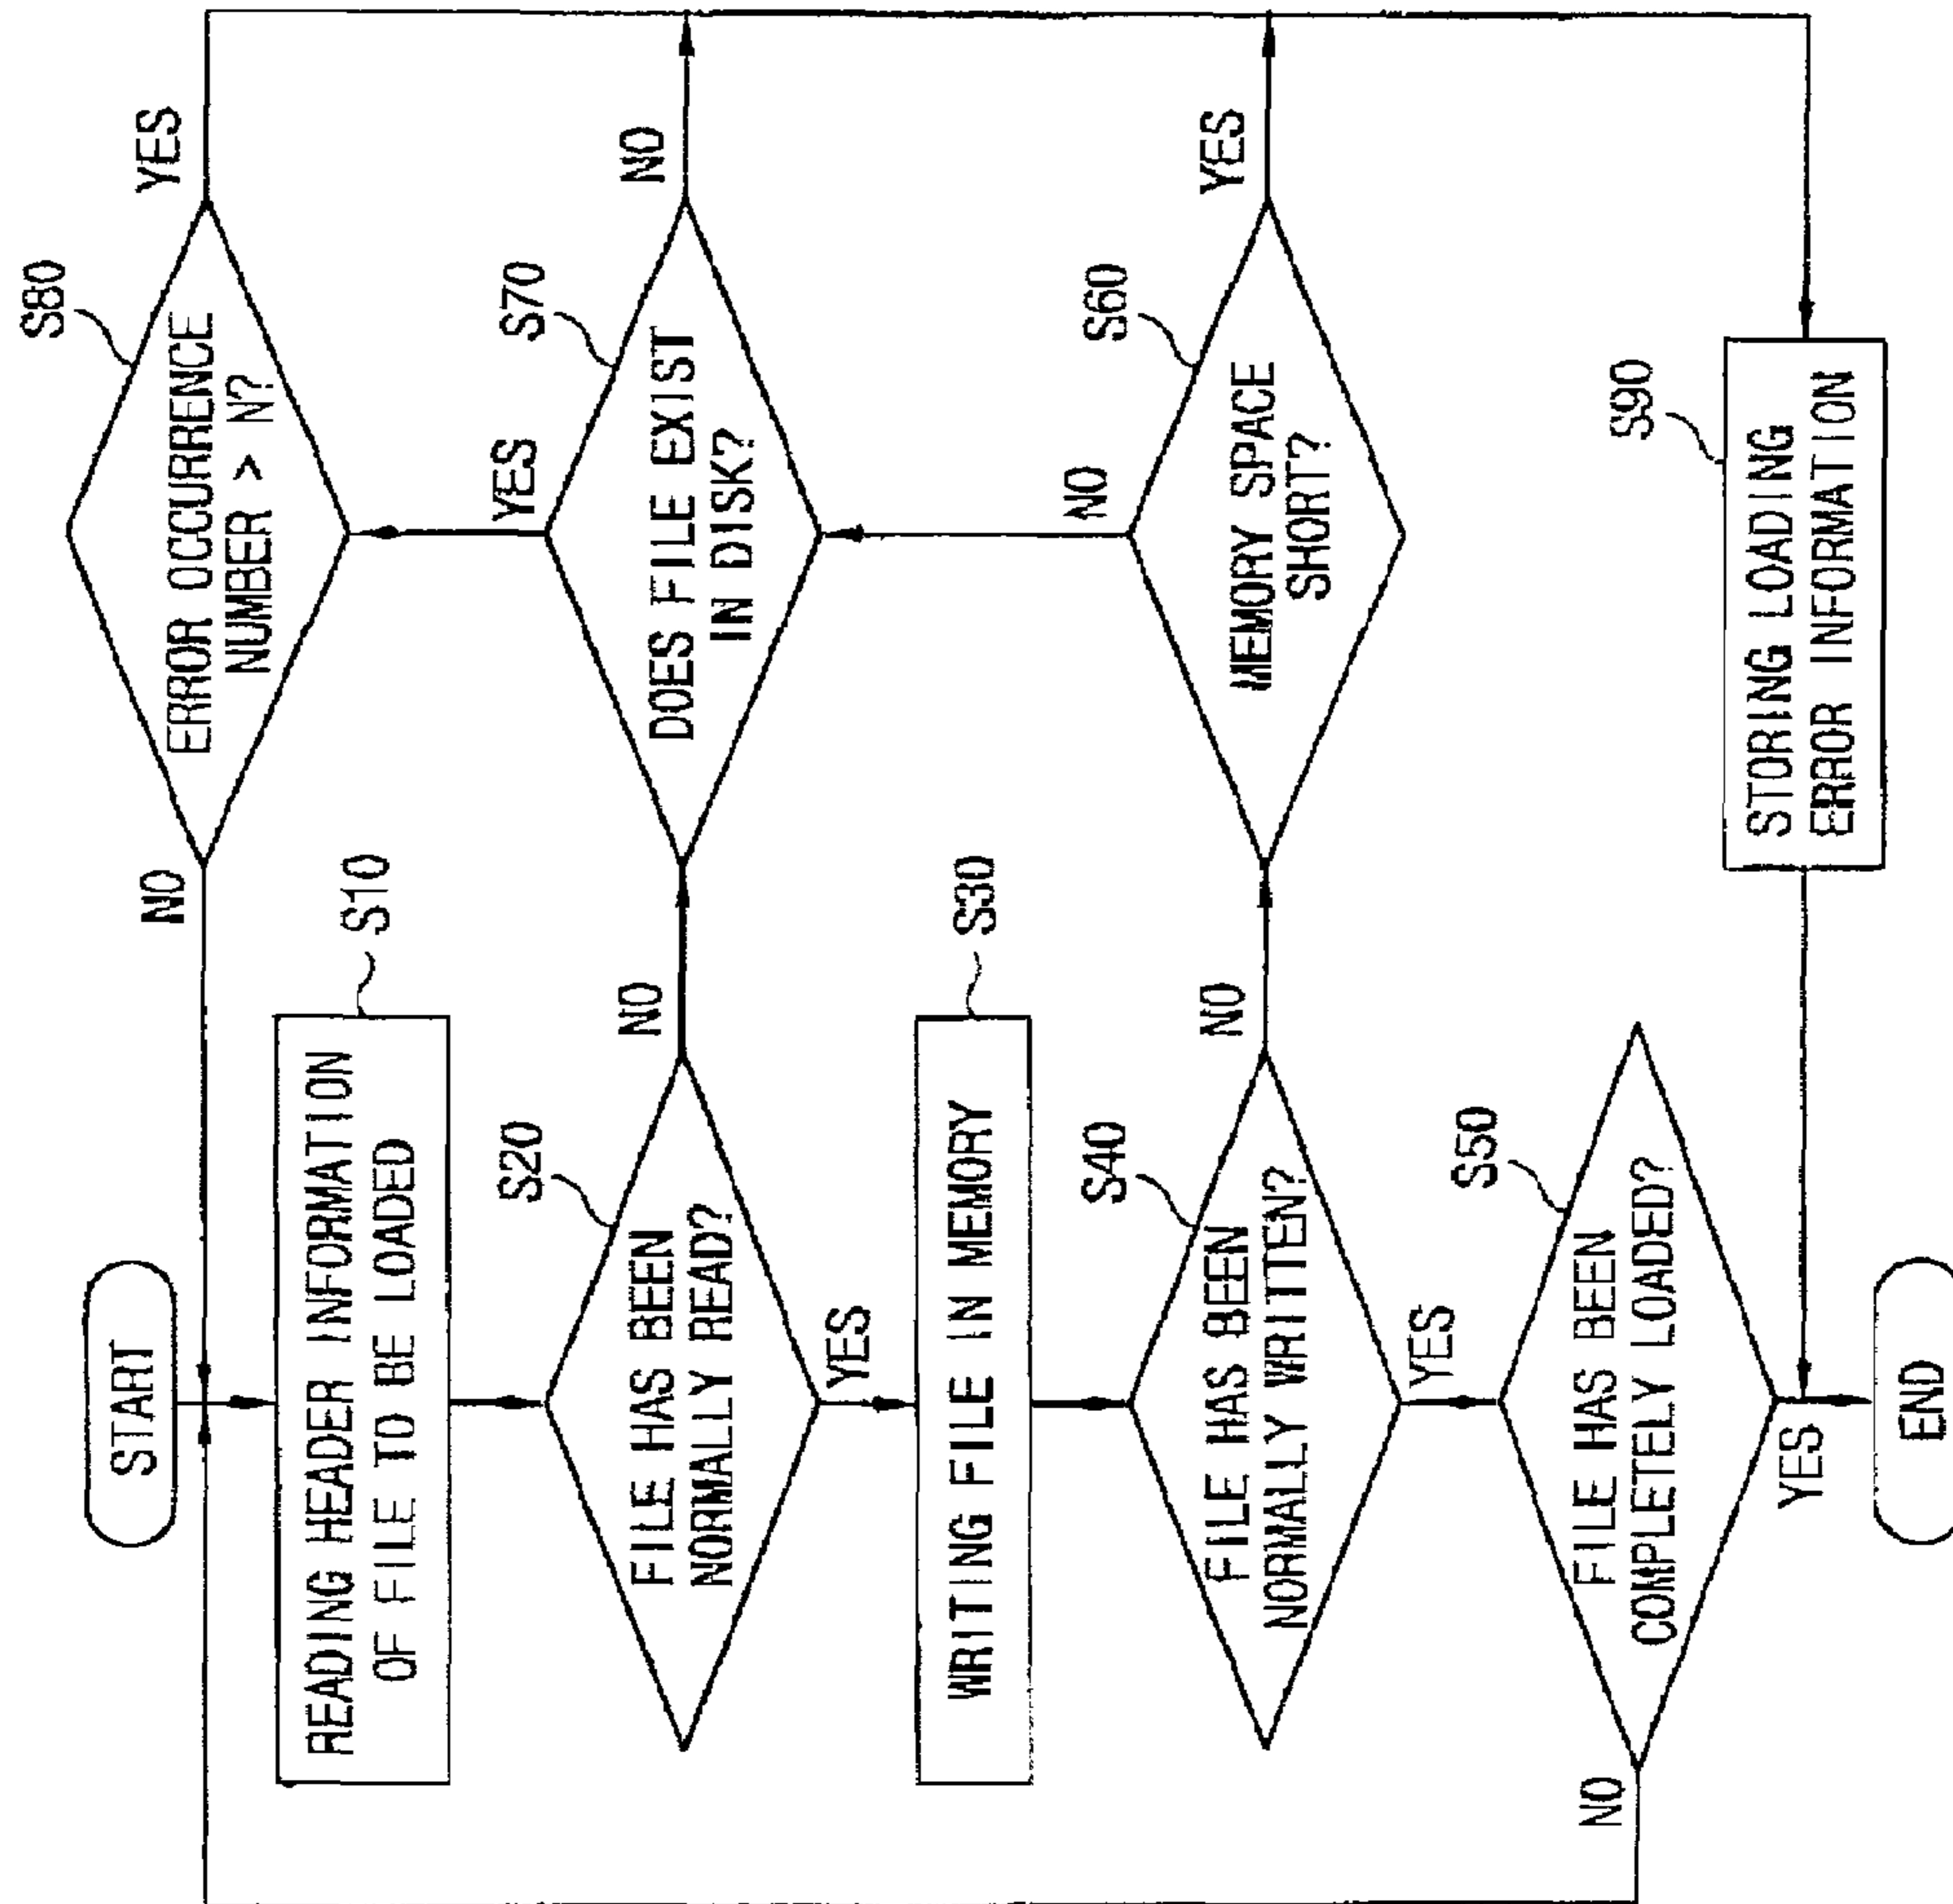 START
READING HEADER INFORMATION
OF FILE TO BE LOADED
S10
FILE HAS BEEN
NORMALLY READ?
S20
NO
YES
WRITING FILE IN MEMORY
S30
FILE HAS BEEN
NORMALLY WRITTEN?
S40
NO
YES
FILE HAS BEEN
COMPLETELY LOADED?
S50
NO
YES
END
ERROR OCCURRENCE
NUMBER > N?
S80
NO
YES
DOES FILE EXIST
IN DISK?
S70
YES
NO
MEMORY SPACE
SHORT?
S60
NO
YES
STORING LOADING
ERROR INFORMATION
S90